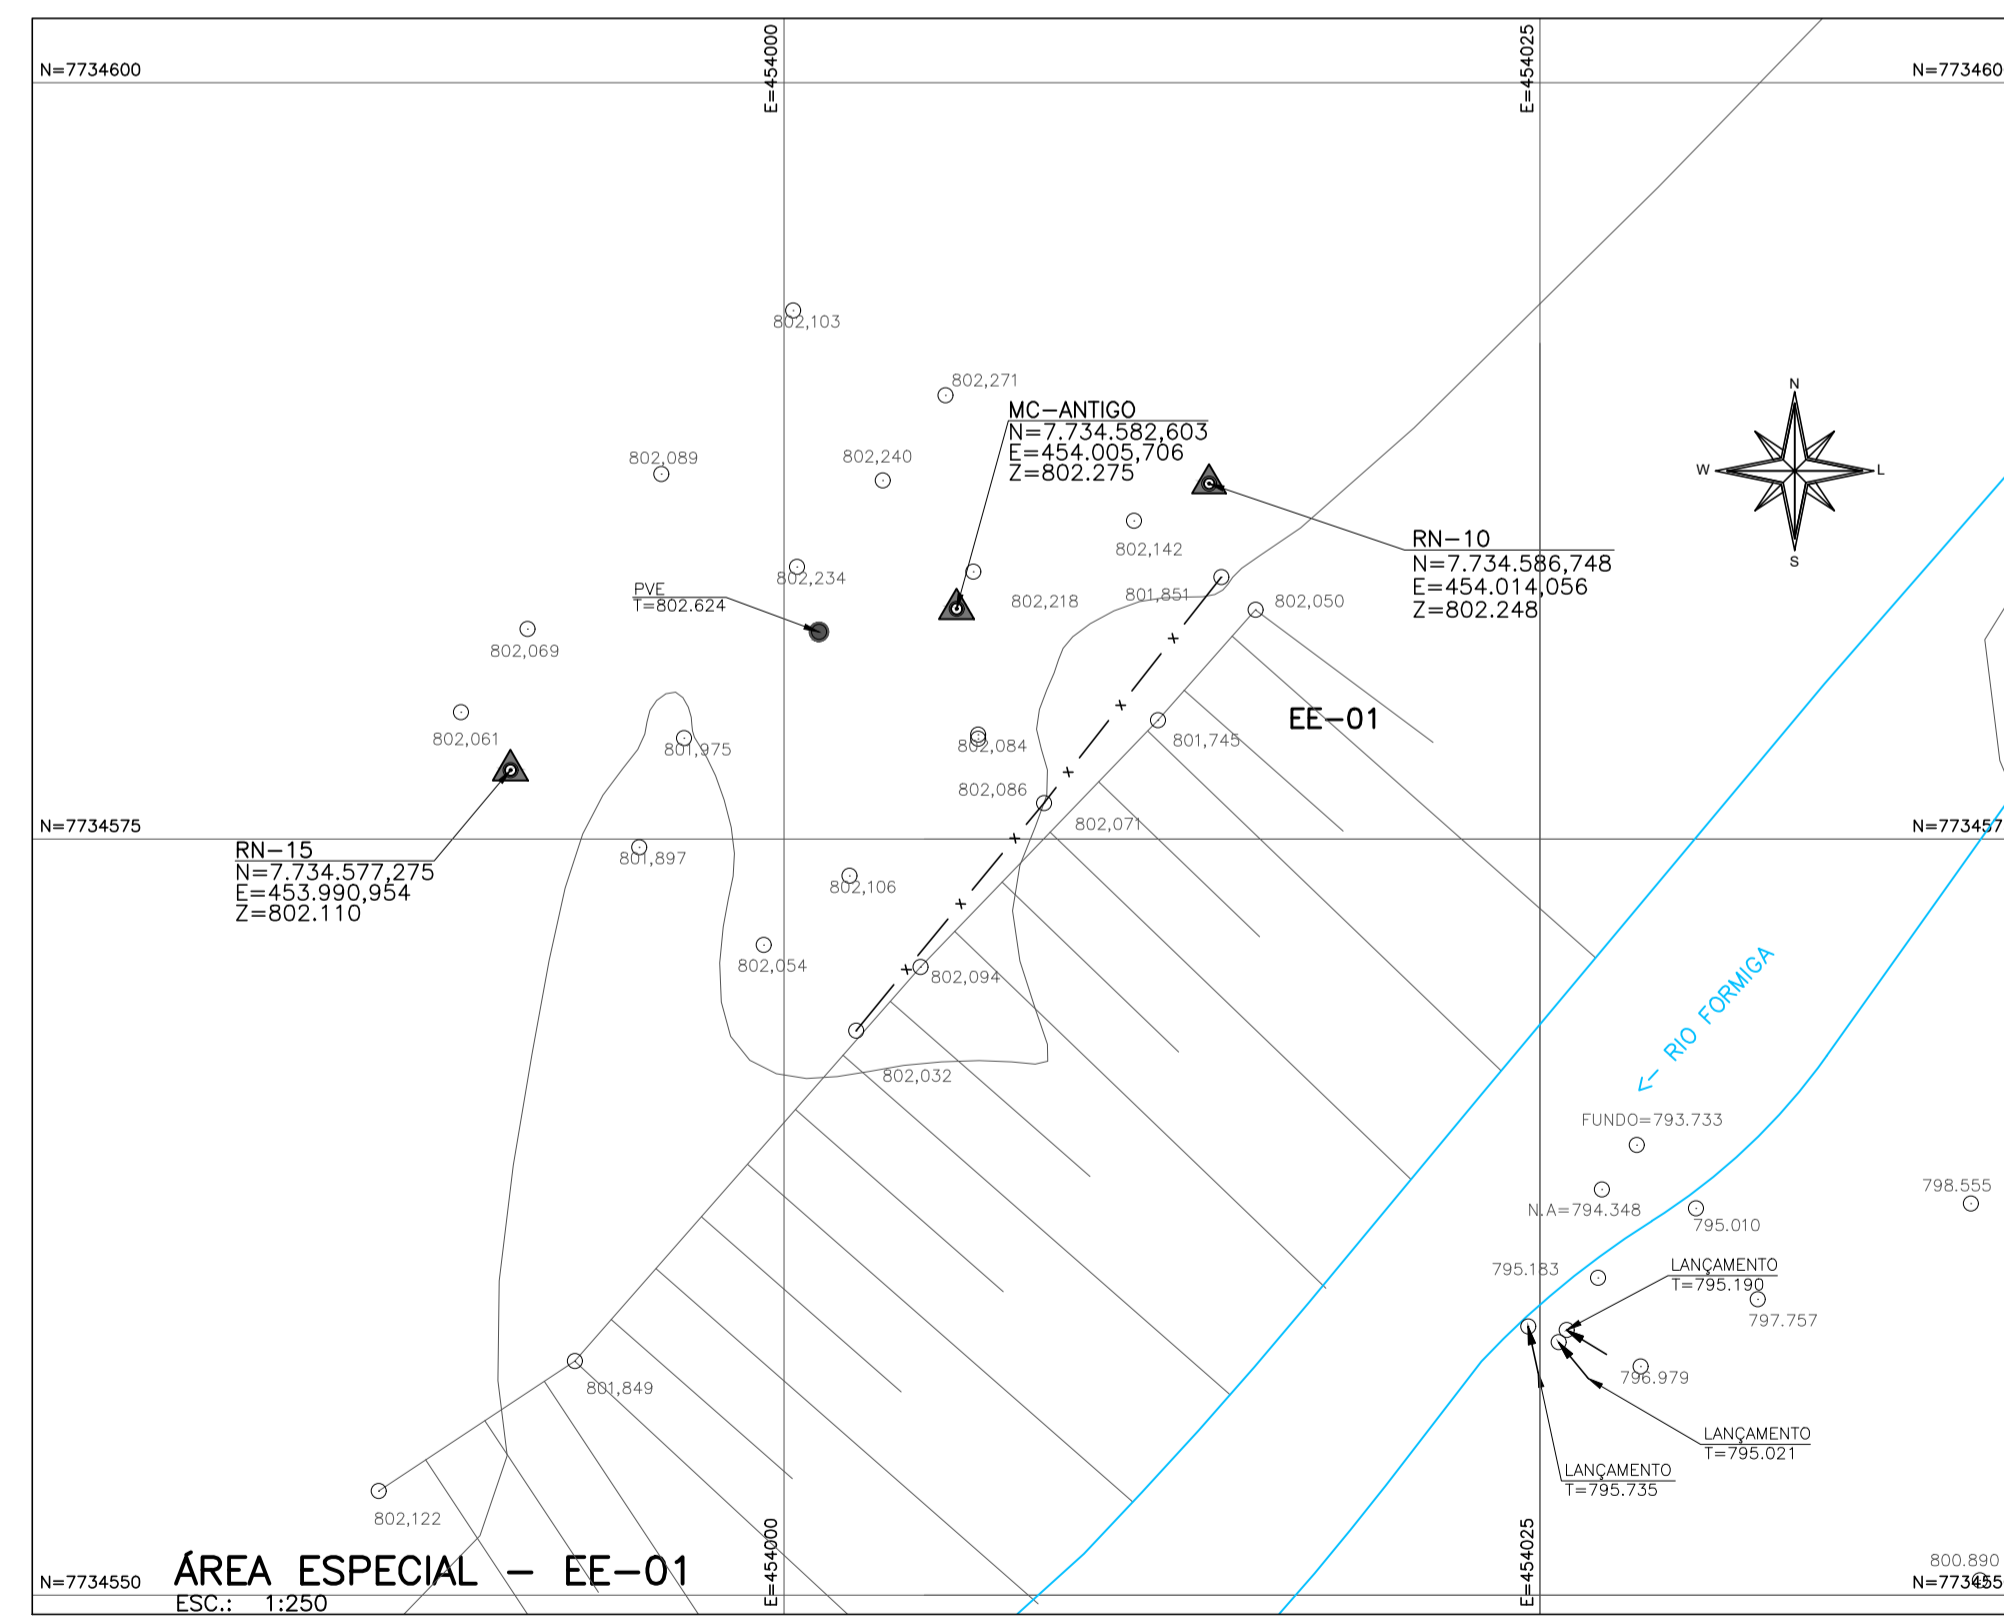 E=454000
E=454025
N=7734600
N=773460
802,103
802,271
MC-ANTIGO
N=7.734.582,603
E=454.005,706
Z=802.275
802,089
802,240
N
W
L
S
802,142
RN-10
N=7.734.586,748
E=454.014,056
Z=802.248
802,234
PVE
T=802.624
802,218
801,851
802,050
802,069
802,061
801,975
802,084
801,745
EE-01
802,086
802,071
N=7734575
N=773457
RN-15
N=7.734.577,275
E=453.990,954
Z=802.110
801,897
802,106
802,054
802,094
<- RIO FORMIGA
802,032
FUNDO=793.733
N.A=794.348
798.555
795.010
795.183
LANÇAMENTO
T=795.190
797.757
796.979
801,849
LANÇAMENTO
T=795.021
LANÇAMENTO
T=795.735
802,122
E=454000
E=454025
800.890
N=7734550
N=773455
ÁREA ESPECIAL - EE-01
ESC.: 1:250